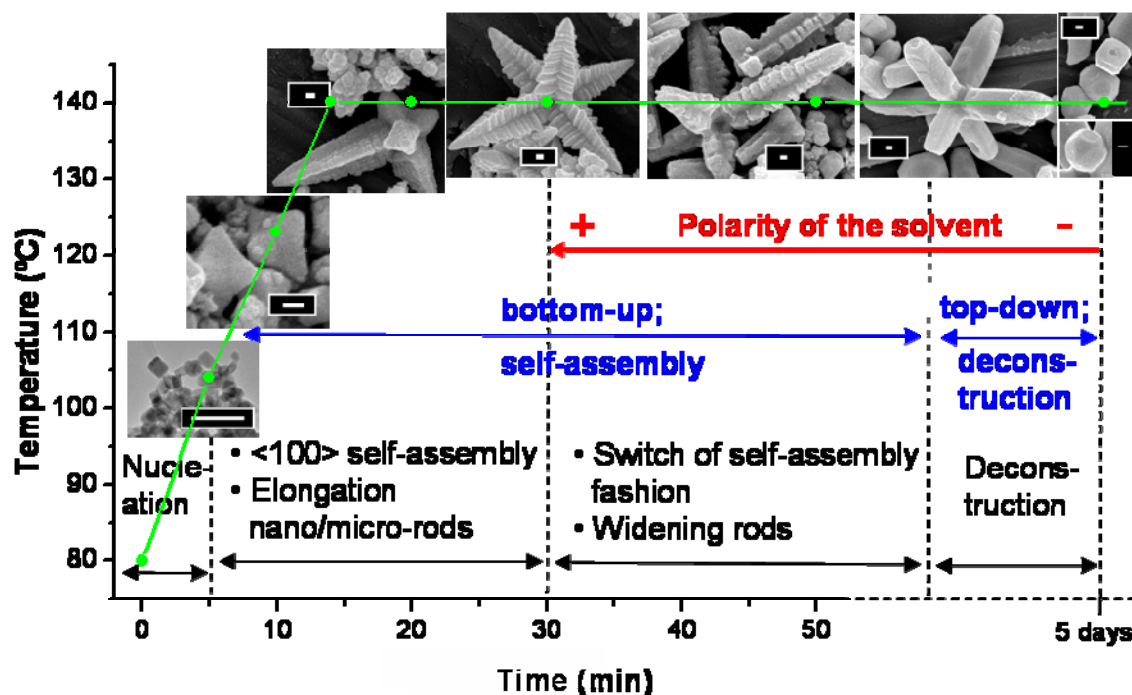 140
130
120
110
100
90
80
Temperature (ºC)
+ Polarity of the solvent -
bottom-up;
self-assembly
top-down;
decons-
truction
Nucle-
ation
• <100> self-assembly
• Elongation
nano/micro-rods
• Switch of self-assembly
fashion
• Widening rods
Decons-
truction
0
10
20
30
40
50
5 days
Time (min)